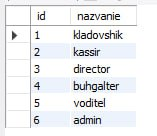 id nazvanie
1 kladovshik
2 kassir
3 director
4 buhgalter
5 voditel
6 admin